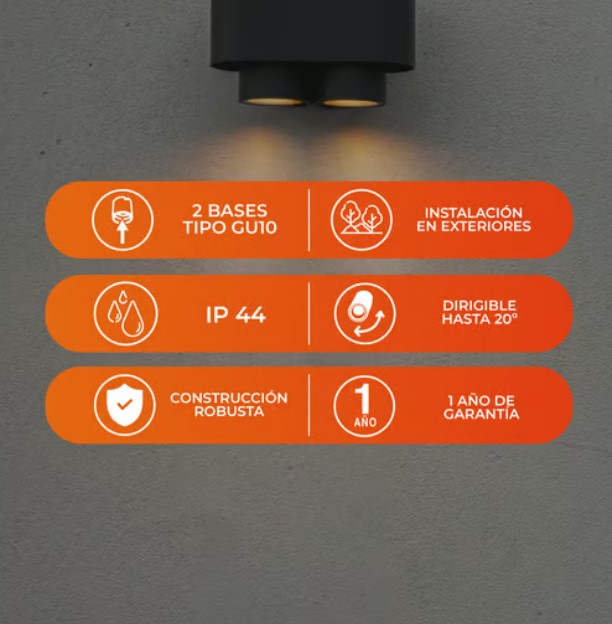 2 BASES
TIPO GU10
INSTALACIÓN
EN EXTERIORES
IP 44
DIRIGIBLE
HASTA 20°
CONSTRUCCIÓN
ROBUSTA
1
AÑO
1 AÑO DE
GARANTÍA